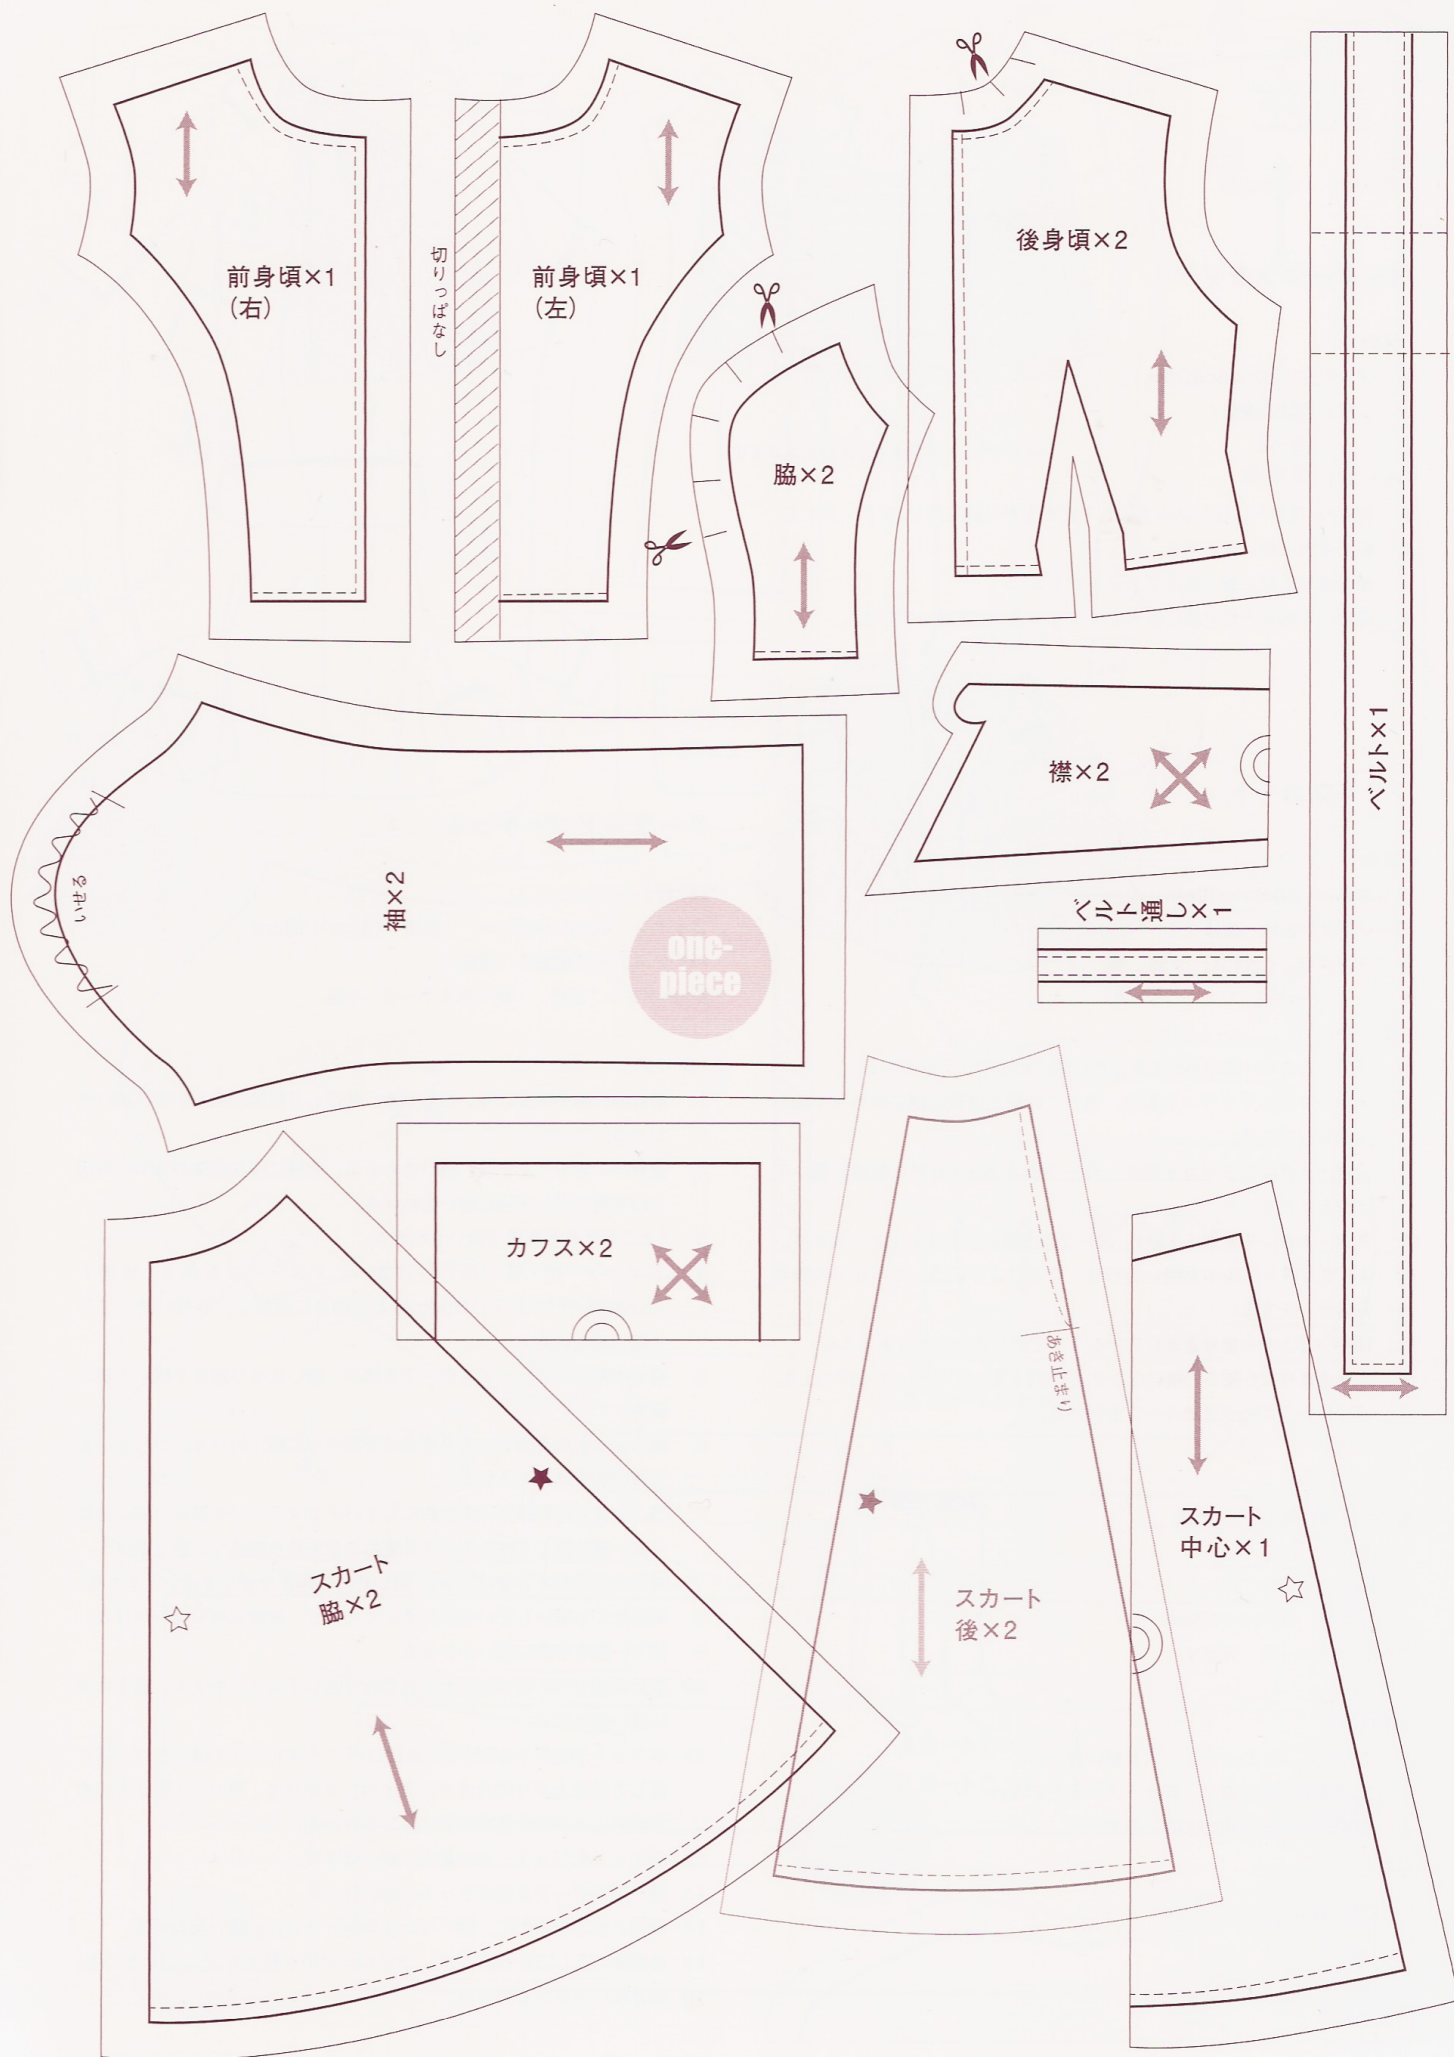 前身頃×1
（右）
切りっぱなし
前身頃×1
（左）
後身頃×2
脇×2
ベルト×1
襟×2
いせる
袖×2
one-
piece
ベルト通し×1
カフス×2
あき止まり
スカート
中心×1
スカート
脇×2
スカート
後×2